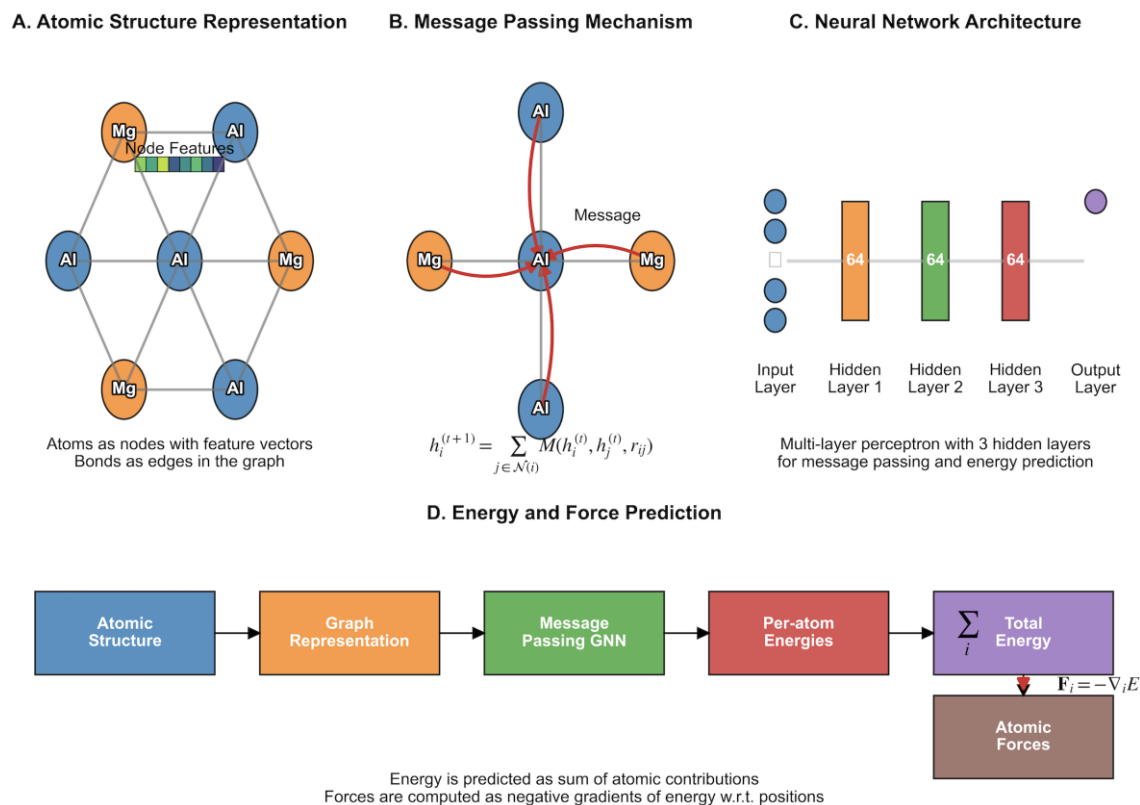 A. Atomic Structure Representation
B. Message Passing Mechanism
C. Neural Network Architecture
Mg
Al
Node Features
Al
Al
Mg
Mg
Al
Atoms as nodes with feature vectors
Bonds as edges in the graph
Al
Message
Mg
Al
Mg
Al
h_i^{(t+1)} = \sum_{j \in \mathcal{N}(i)} M(h_i^{(t)}, h_j^{(t)}, r_{ij})
64
64
64
Input
Layer
Hidden
Layer 1
Hidden
Layer 2
Hidden
Layer 3
Output
Layer
Multi-layer perceptron with 3 hidden layers
for message passing and energy prediction
D. Energy and Force Prediction
Atomic
Structure
Graph
Representation
Message
Passing GNN
Per-atom
Energies
\sum_i
Total
Energy
\mathbf{F}_i = -\nabla_i E
Atomic
Forces
Energy is predicted as sum of atomic contributions
Forces are computed as negative gradients of energy w.r.t. positions